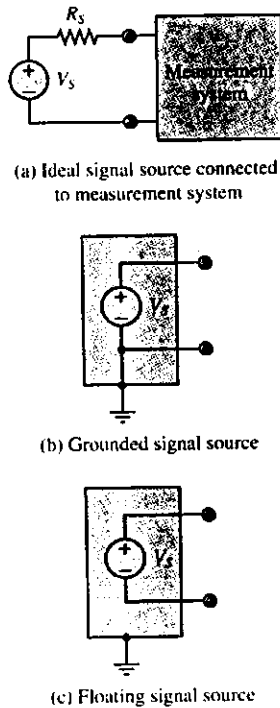 R_S
+
V_S
−
Measurement
system
(a) Ideal signal source connected
to measurement system
+
V_S
−
(b) Grounded signal source
+
V_S
−
(c) Floating signal source